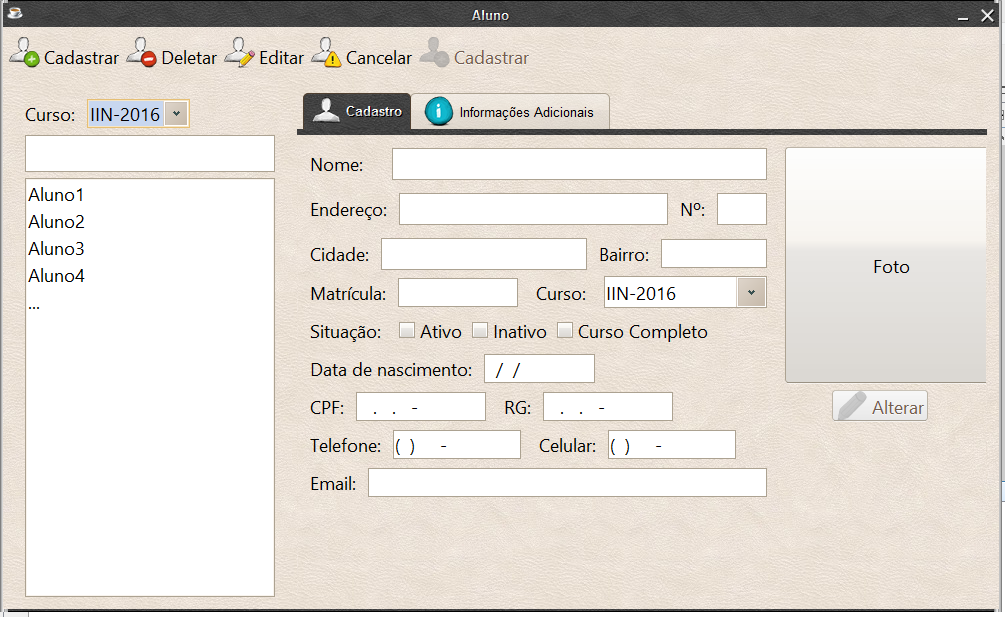 Aluno
Cadastrar Deletar Editar Cancelar Cadastrar
Curso: IIN-2016
Aluno1
Aluno2
Aluno3
Aluno4
...
Cadastro Informações Adicionais
Nome:
Endereço: Nº:
Cidade: Bairro:
Matrícula: Curso: IIN-2016
Situação: Ativo Inativo Curso Completo
Data de nascimento: / /
CPF: . . - RG: . . -
Telefone: ( ) - Celular: ( ) -
Email:
Foto
Alterar